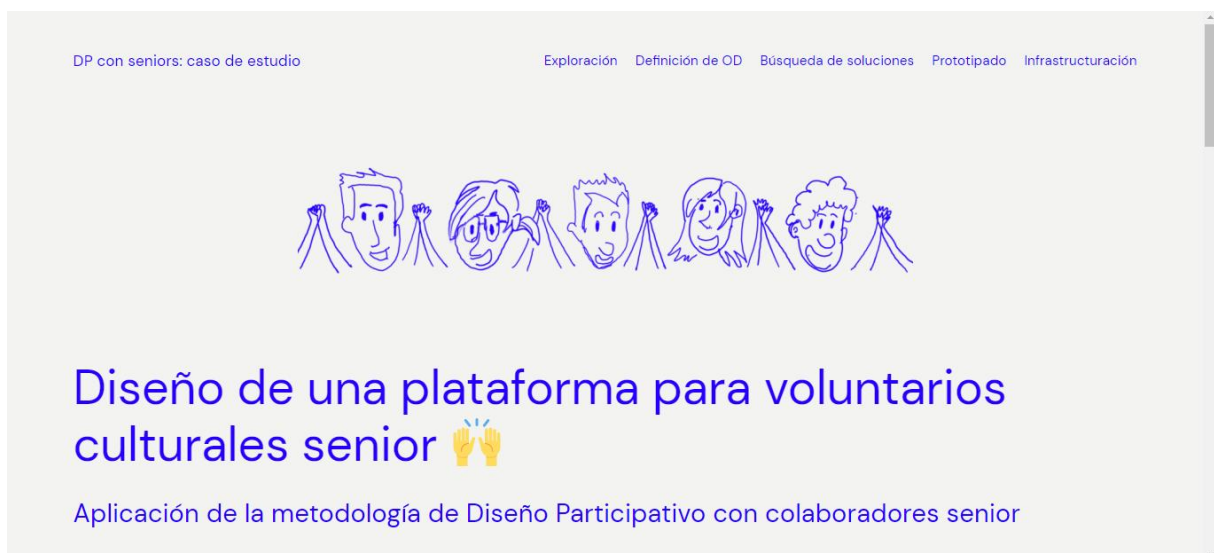 DP con seniors: caso de estudio
Exploración Definición de OD Búsqueda de soluciones Prototipado Infrastructuración
Diseño de una plataforma para voluntarios
culturales senior 🙌
Aplicación de la metodología de Diseño Participativo con colaboradores senior